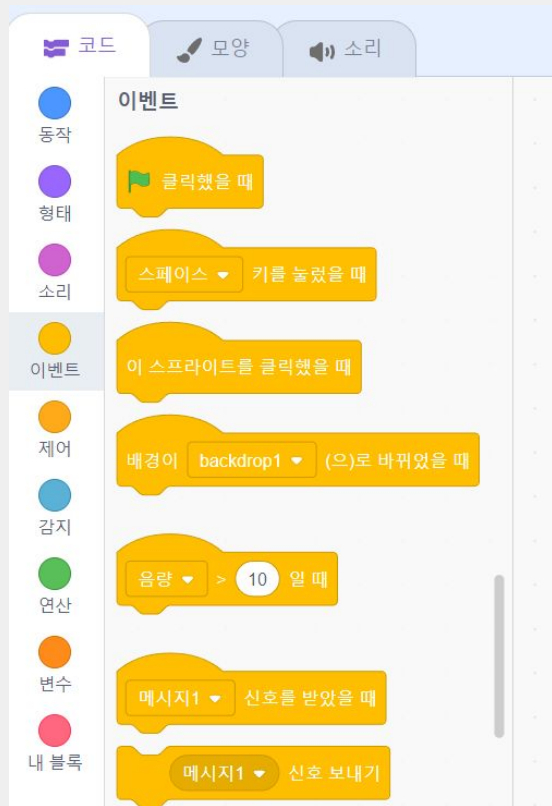 코드
모양
소리
이벤트
동작
형태
소리
이벤트
제어
감지
연산
변수
내 블록
클릭했을 때
스페이스 키를 눌렀을 때
이 스프라이트를 클릭했을 때
배경이 backdrop1 (으)로 바뀌었을 때
음량 > 10 일 때
메시지1 신호를 받았을 때
메시지1 신호 보내기